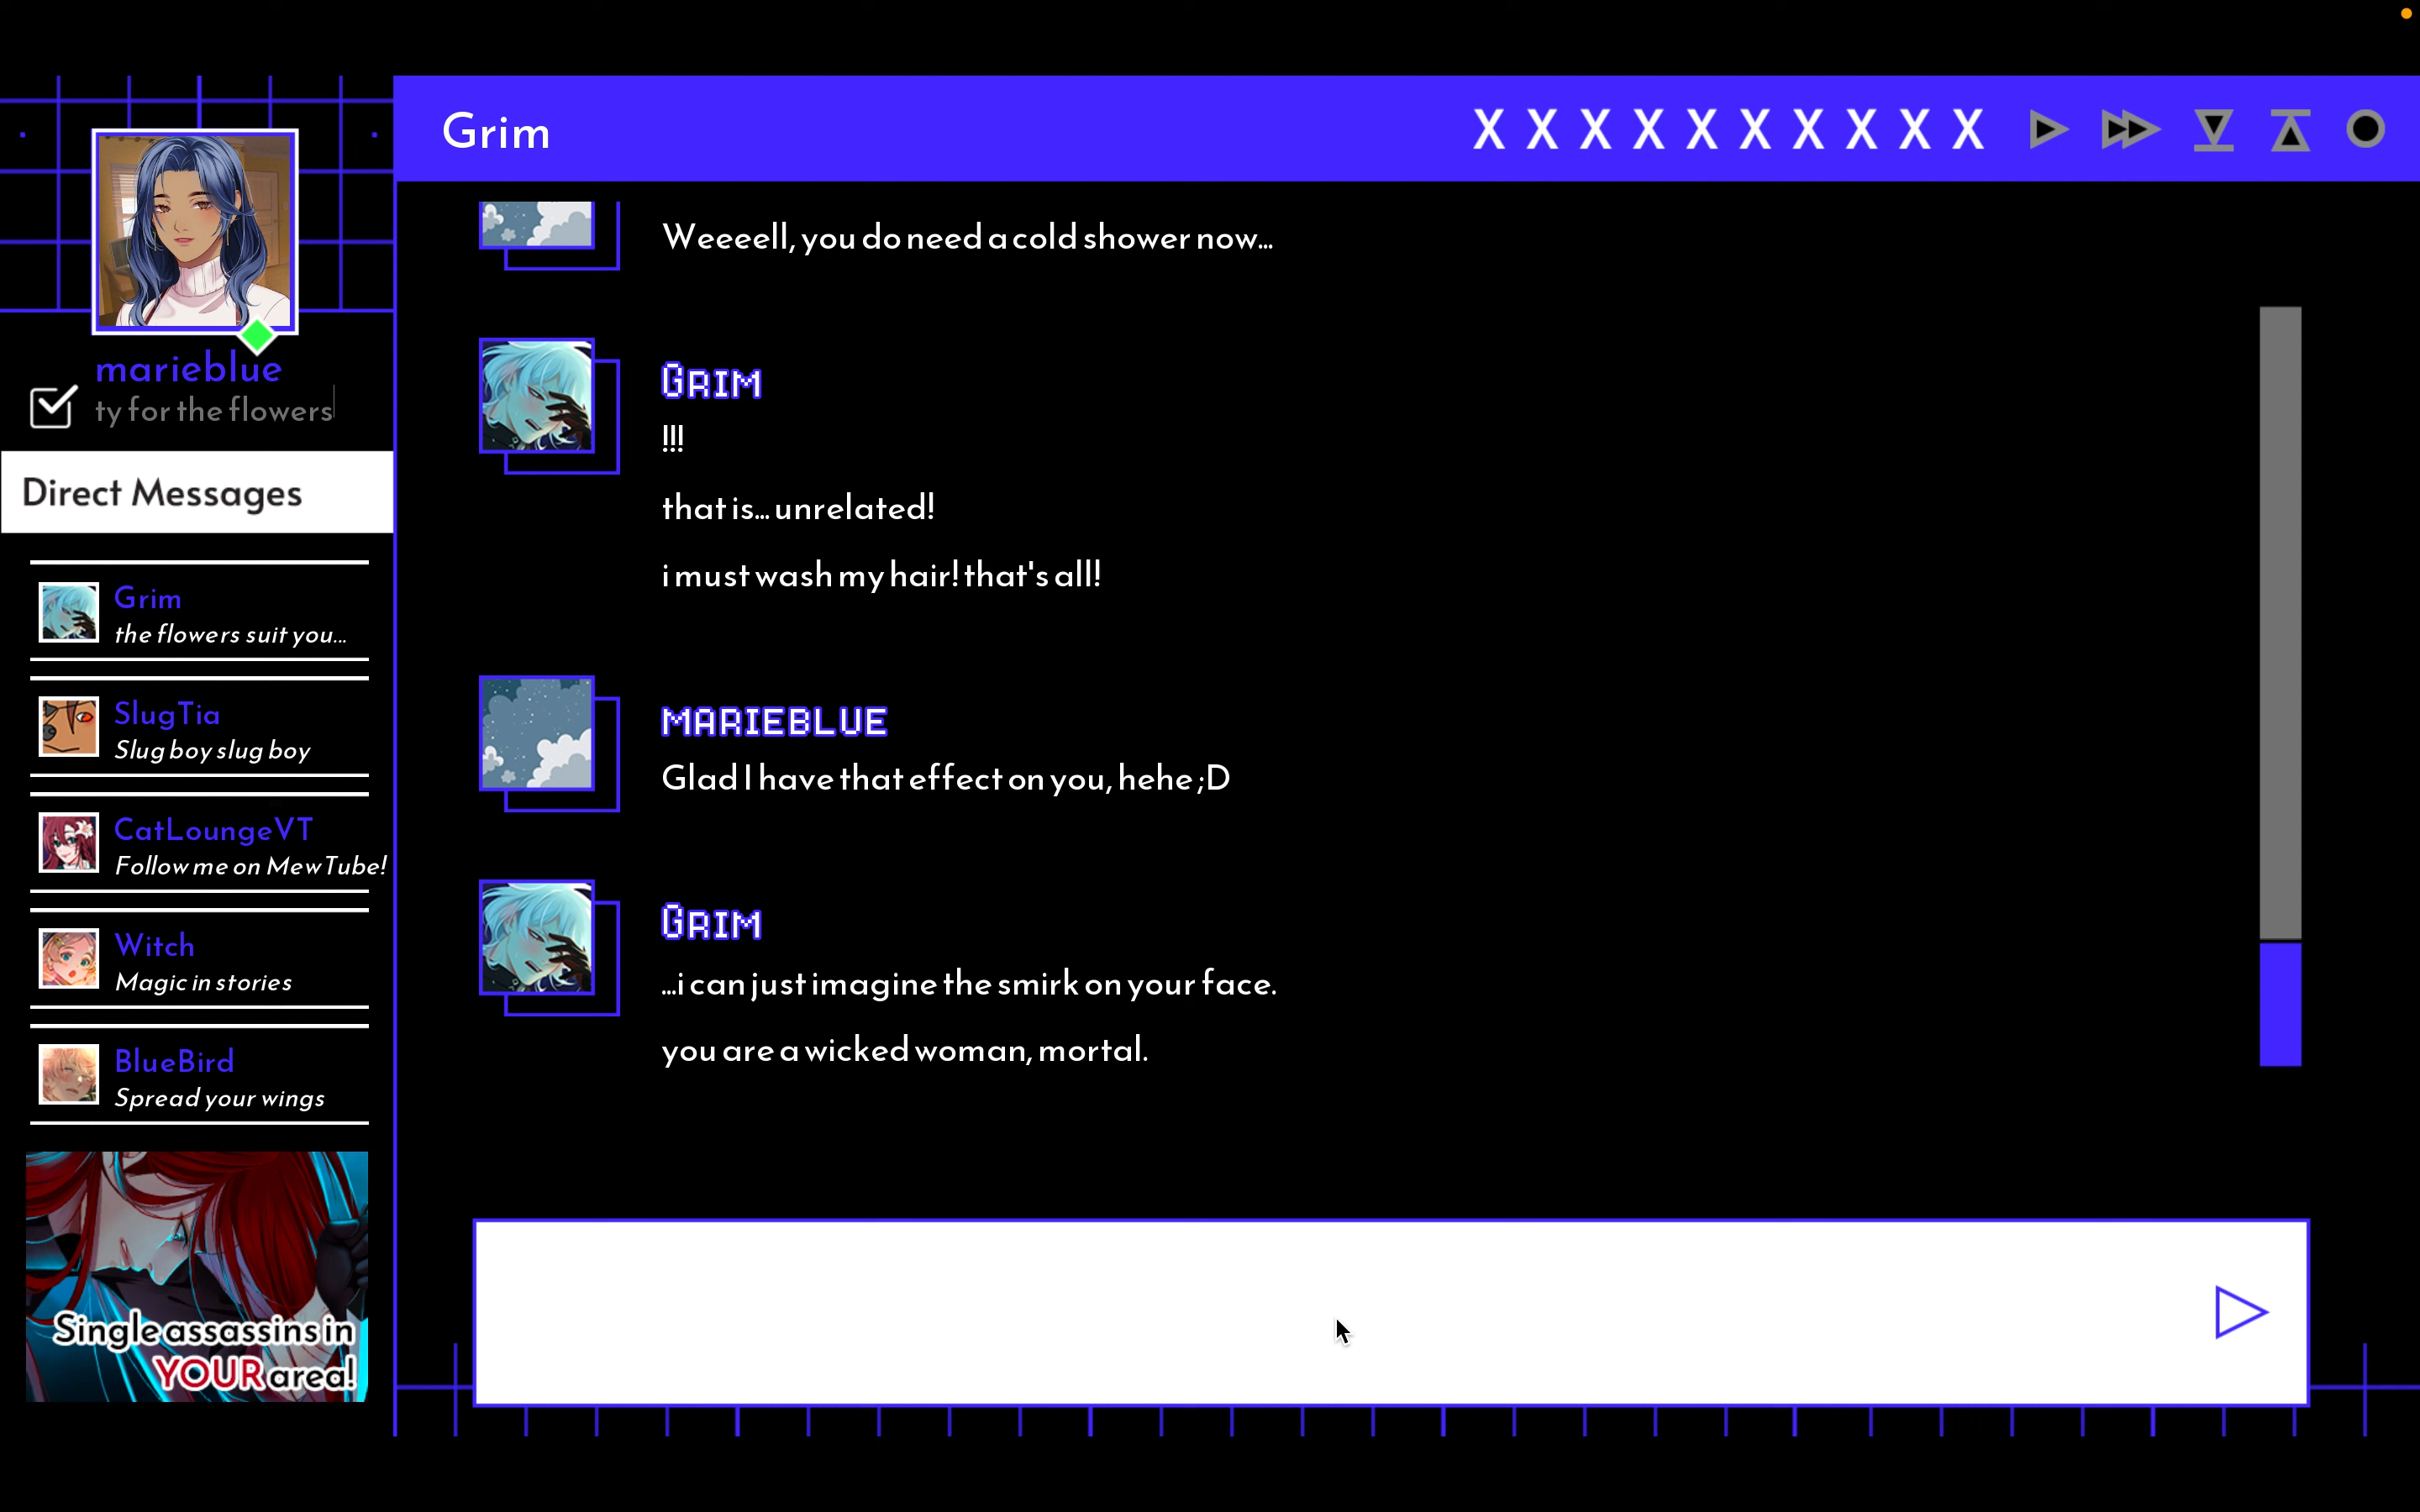 Grim
X X X X X X X X X X
marieblue
ty for the flowers
Direct Messages
Grim
the flowers suit you...
SlugTia
Slug boy slug boy
CatLoungeVT
Follow me on MewTube!
Witch
Magic in stories
BlueBird
Spread your wings
Single assassins in
YOUR area!
Weeeell, you do need a cold shower now...
GRIM
!!!
that is... unrelated!
i must wash my hair! that's all!
MARIEBLUE
Glad I have that effect on you, hehe ;D
GRIM
...i can just imagine the smirk on your face.
you are a wicked woman, mortal.